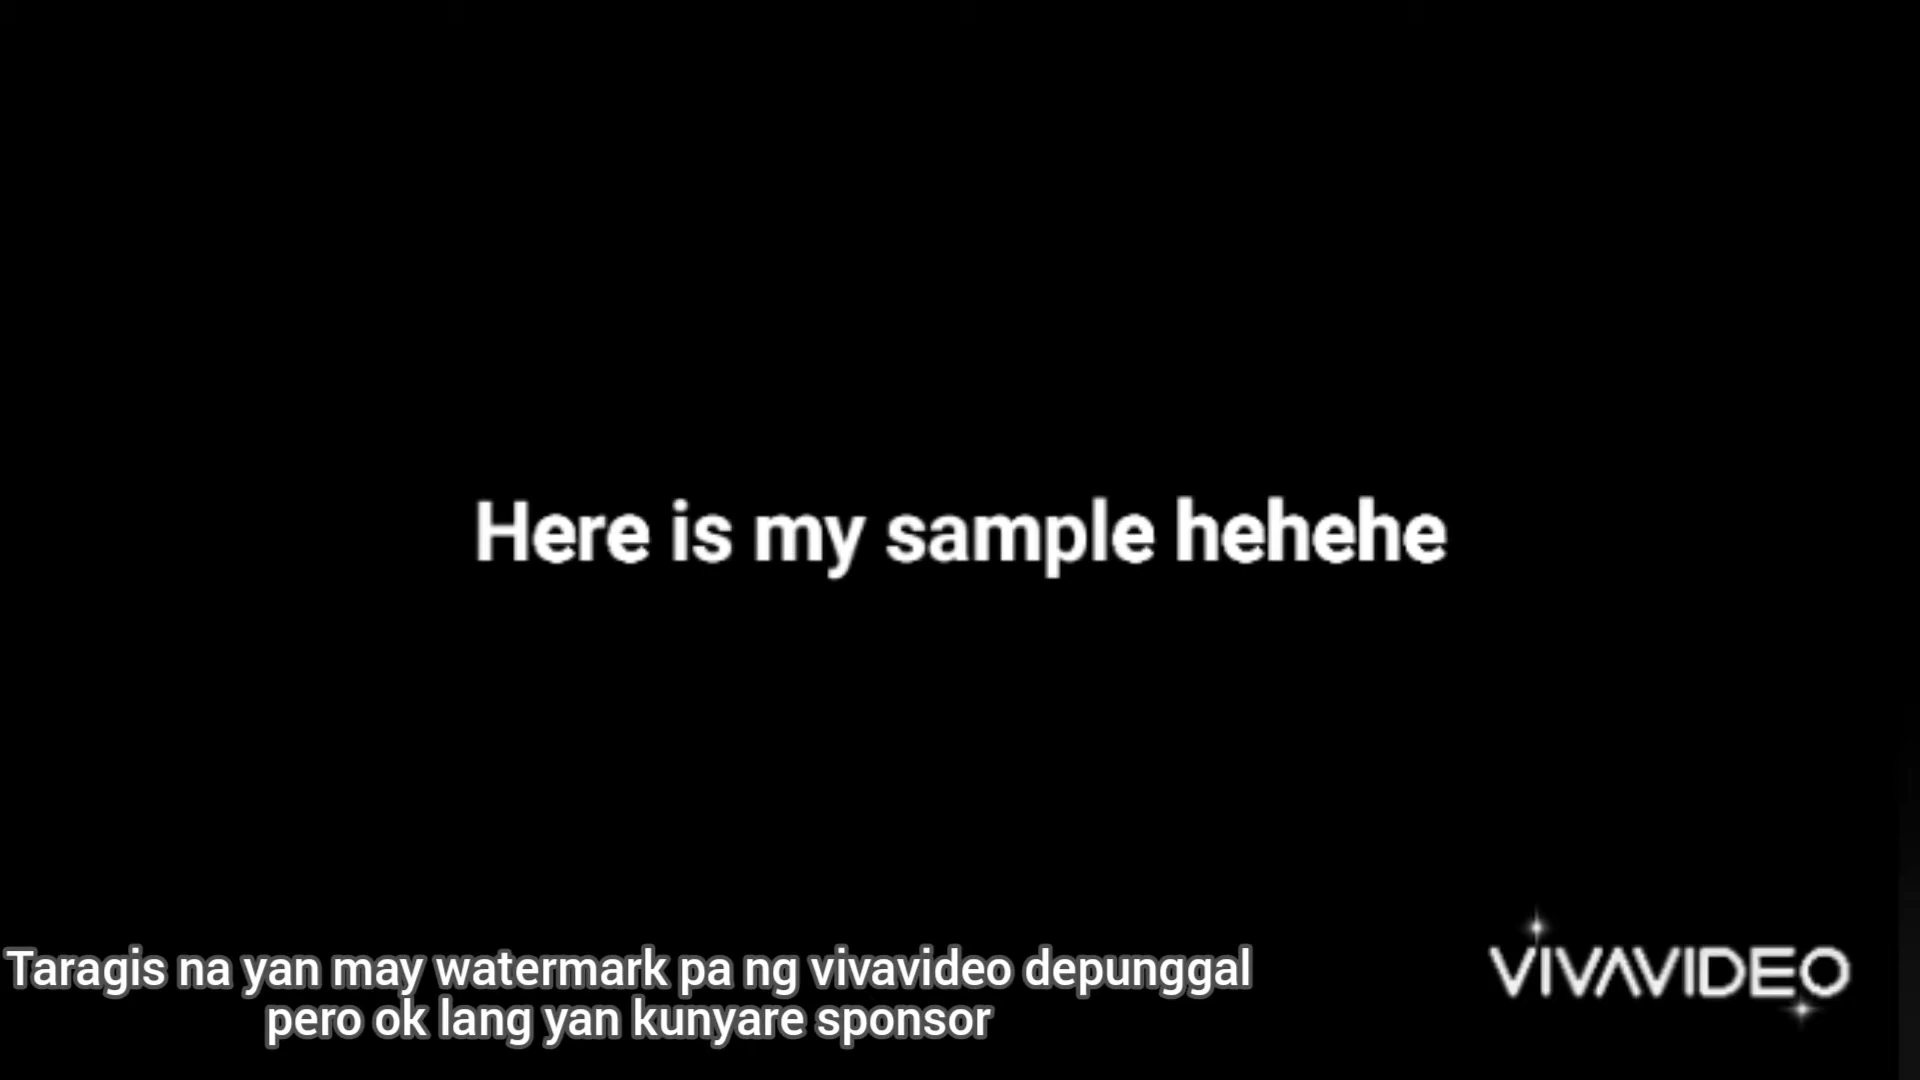 Here is my sample hehehe
Taragis na yan may watermark pa ng vivavideo depunggal
pero ok lang yan kunyare sponsor
VIVAVIDEO